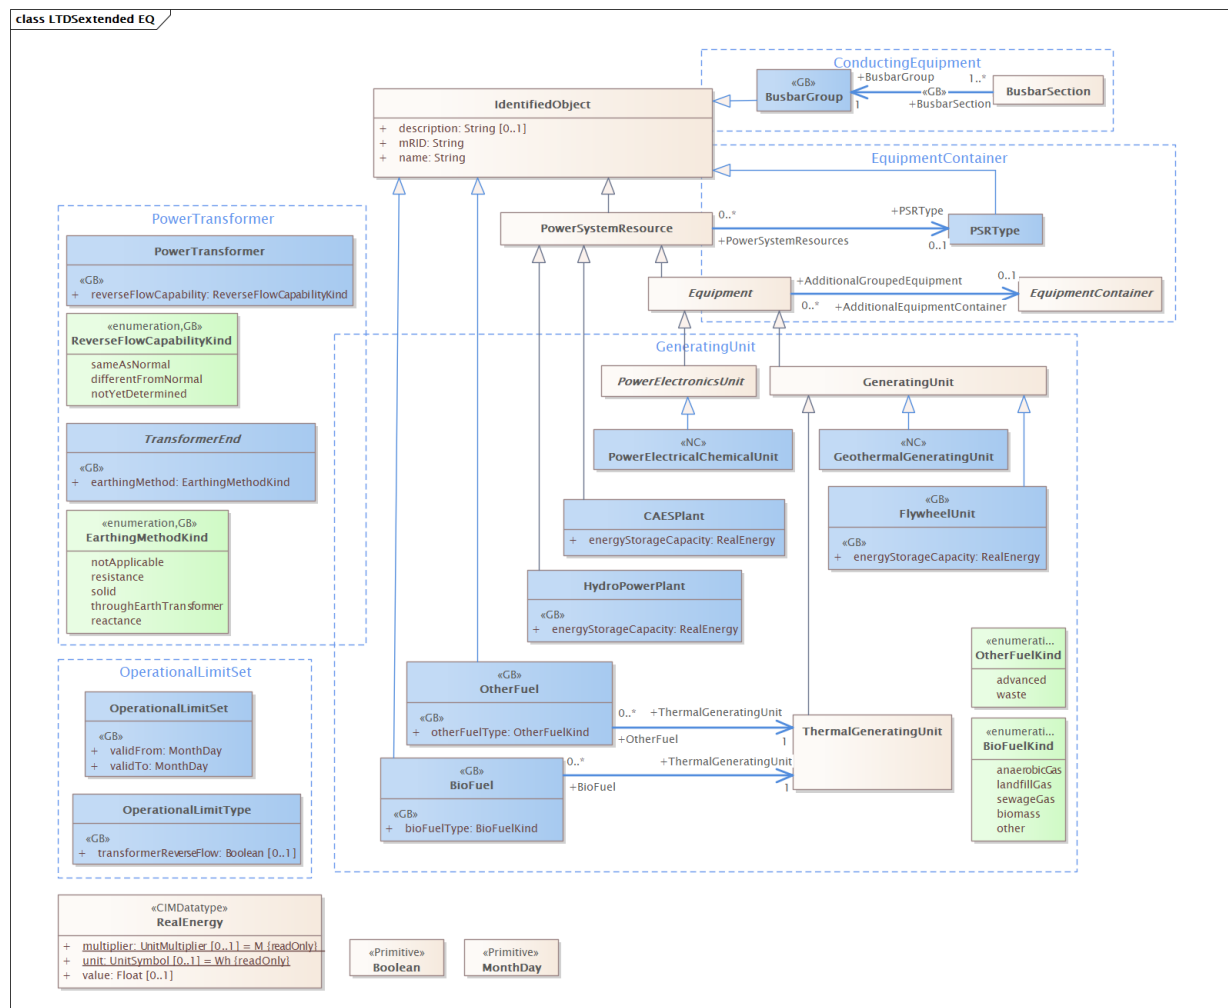 class LTDSextended EQ
ConductingEquipment
«GB»
BusbarGroup
+BusbarGroup
1..*
«GB»
1
+BusbarSection
BusbarSection
IdentifiedObject
+ description: String [0..1]
+ mRID: String
+ name: String
EquipmentContainer
PowerSystemResource
0..*
+PSRType
+PowerSystemResources
0..1
PSRType
Equipment
+AdditionalGroupedEquipment
0..1
0..*
+AdditionalEquipmentContainer
EquipmentContainer
PowerTransformer
PowerTransformer
«GB»
+ reverseFlowCapability: ReverseFlowCapabilityKind
«enumeration,GB»
ReverseFlowCapabilityKind
sameAsNormal
differentFromNormal
notYetDetermined
TransformerEnd
«GB»
+ earthingMethod: EarthingMethodKind
«enumeration,GB»
EarthingMethodKind
notApplicable
resistance
solid
throughEarthTransformer
reactance
GeneratingUnit
PowerElectronicsUnit
GeneratingUnit
«NC»
PowerElectricalChemicalUnit
«NC»
GeothermalGeneratingUnit
CAESPlant
+ energyStorageCapacity: RealEnergy
«GB»
FlywheelUnit
«GB»
+ energyStorageCapacity: RealEnergy
HydroPowerPlant
«GB»
+ energyStorageCapacity: RealEnergy
«GB»
OtherFuel
«GB»
+ otherFuelType: OtherFuelKind
0..*
+ThermalGeneratingUnit
+OtherFuel
1
«GB»
BioFuel
«GB»
+ bioFuelType: BioFuelKind
0..*
+ThermalGeneratingUnit
+BioFuel
1
ThermalGeneratingUnit
«enumerati...
OtherFuelKind
advanced
waste
«enumerati...
BioFuelKind
anaerobicGas
landfillGas
sewageGas
biomass
other
OperationalLimitSet
OperationalLimitSet
«GB»
+ validFrom: MonthDay
+ validTo: MonthDay
OperationalLimitType
«GB»
+ transformerReverseFlow: Boolean [0..1]
«CIMDatatype»
RealEnergy
+ multiplier: UnitMultiplier [0..1] = M {readOnly}
+ unit: UnitSymbol [0..1] = Wh {readOnly}
+ value: Float [0..1]
«Primitive»
Boolean
«Primitive»
MonthDay